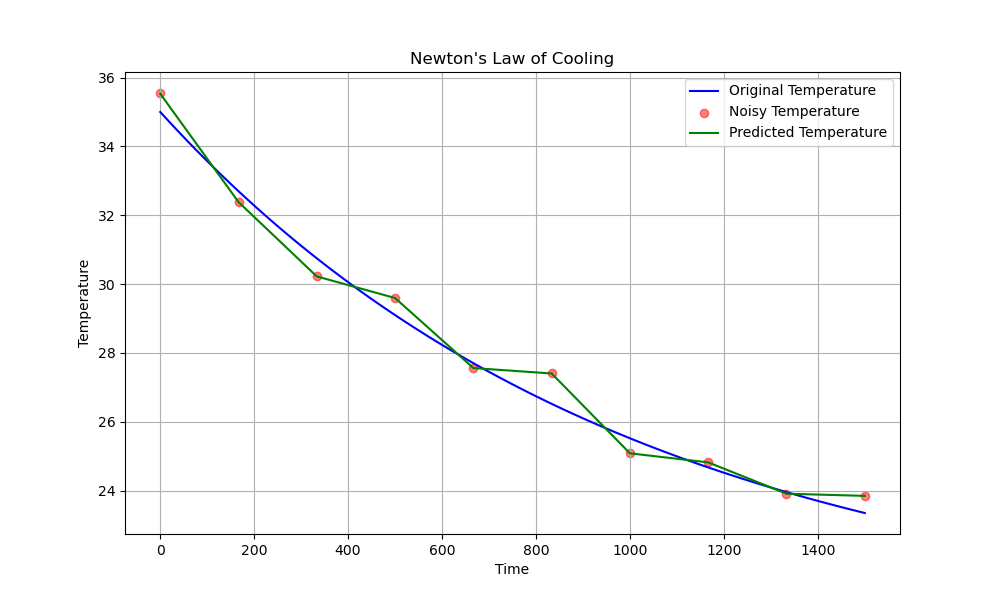 Newton's Law of Cooling
Original Temperature
Noisy Temperature
Predicted Temperature
36
34
32
30
28
26
24
Temperature
0 200 400 600 800 1000 1200 1400
Time